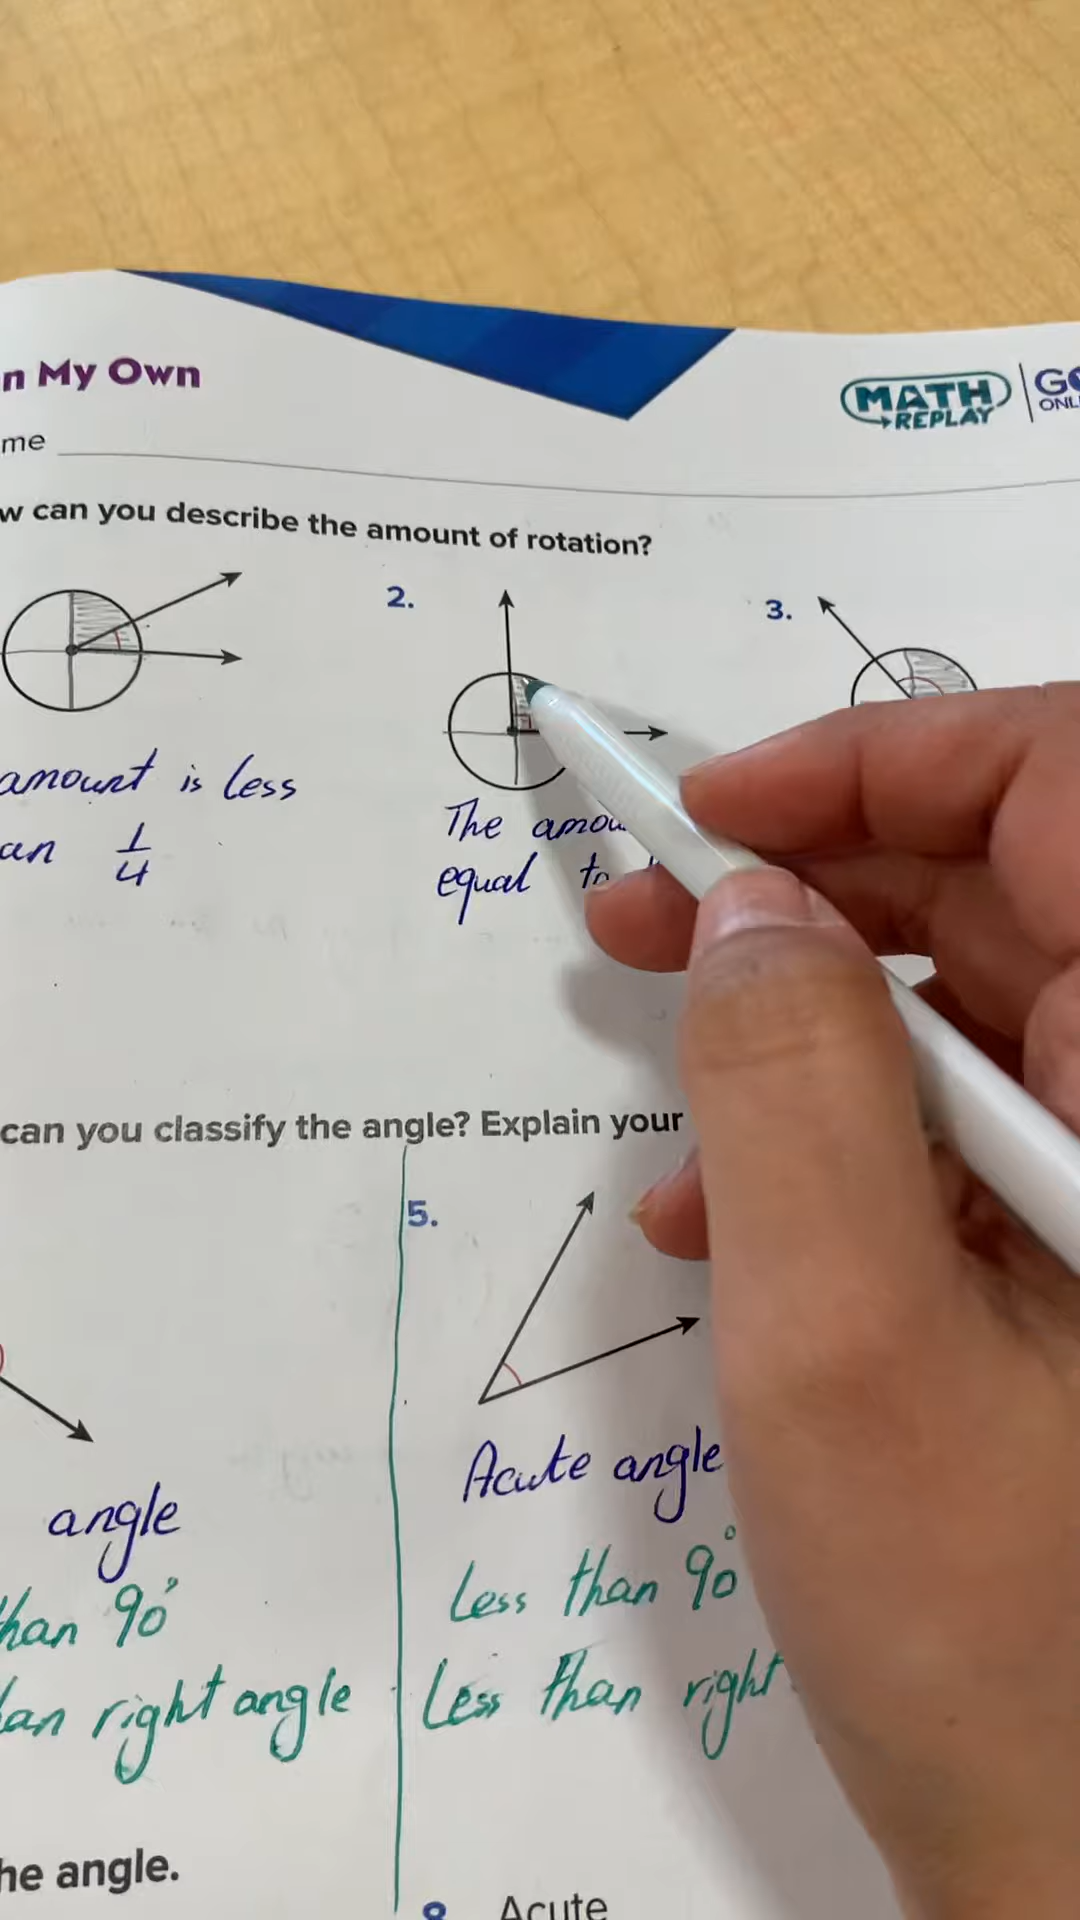 n My Own
MATH
REPLAY
GO
ONL
me
w can you describe the amount of rotation?
2.
3.
amount is less
an 1/4
The amou
equal to
can you classify the angle? Explain your
5.
angle
than 90°
an right angle
Acute angle
Less than 90°
Less than right
he angle.
8. Acute